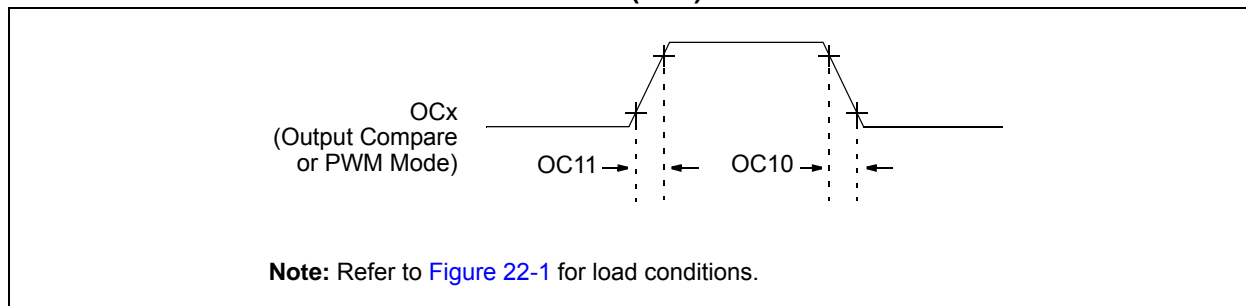 OCx
(Output Compare
or PWM Mode)
OC11
OC10
Note: Refer to Figure 22-1 for load conditions.